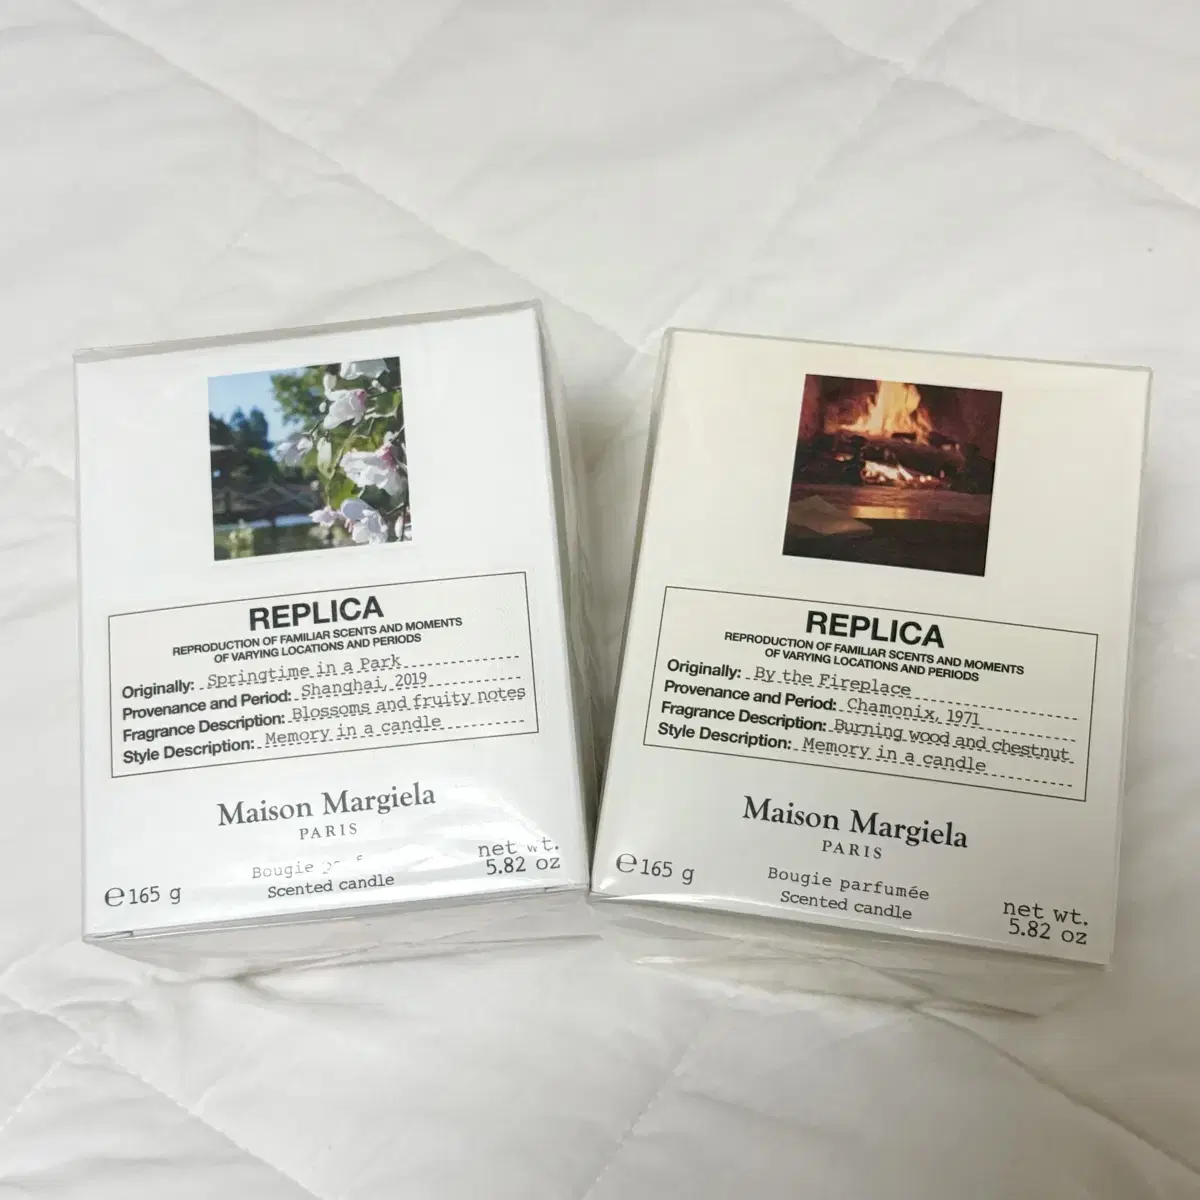 REPLICA
REPRODUCTION OF FAMILIAR SCENTS AND MOMENTS
OF VARYING LOCATIONS AND PERIODS
Originally: Springtime in a Park
Provenance and Period: Shanghai, 2019
Fragrance Description: Blossoms and fruity notes
Style Description: Memory in a candle
Maison Margiela
PARIS
Bougie
Scented candle
℮165 g
net wt.
5.82 oz
REPLICA
REPRODUCTION OF FAMILIAR SCENTS AND MOMENTS
OF VARYING LOCATIONS AND PERIODS
Originally: By the Fireplace
Provenance and Period: Chamonix, 1971
Fragrance Description: Burning wood and chestnut
Style Description: Memory in a candle
Maison Margiela
PARIS
Bougie parfumée
Scented candle
℮165 g
net wt.
5.82 oz